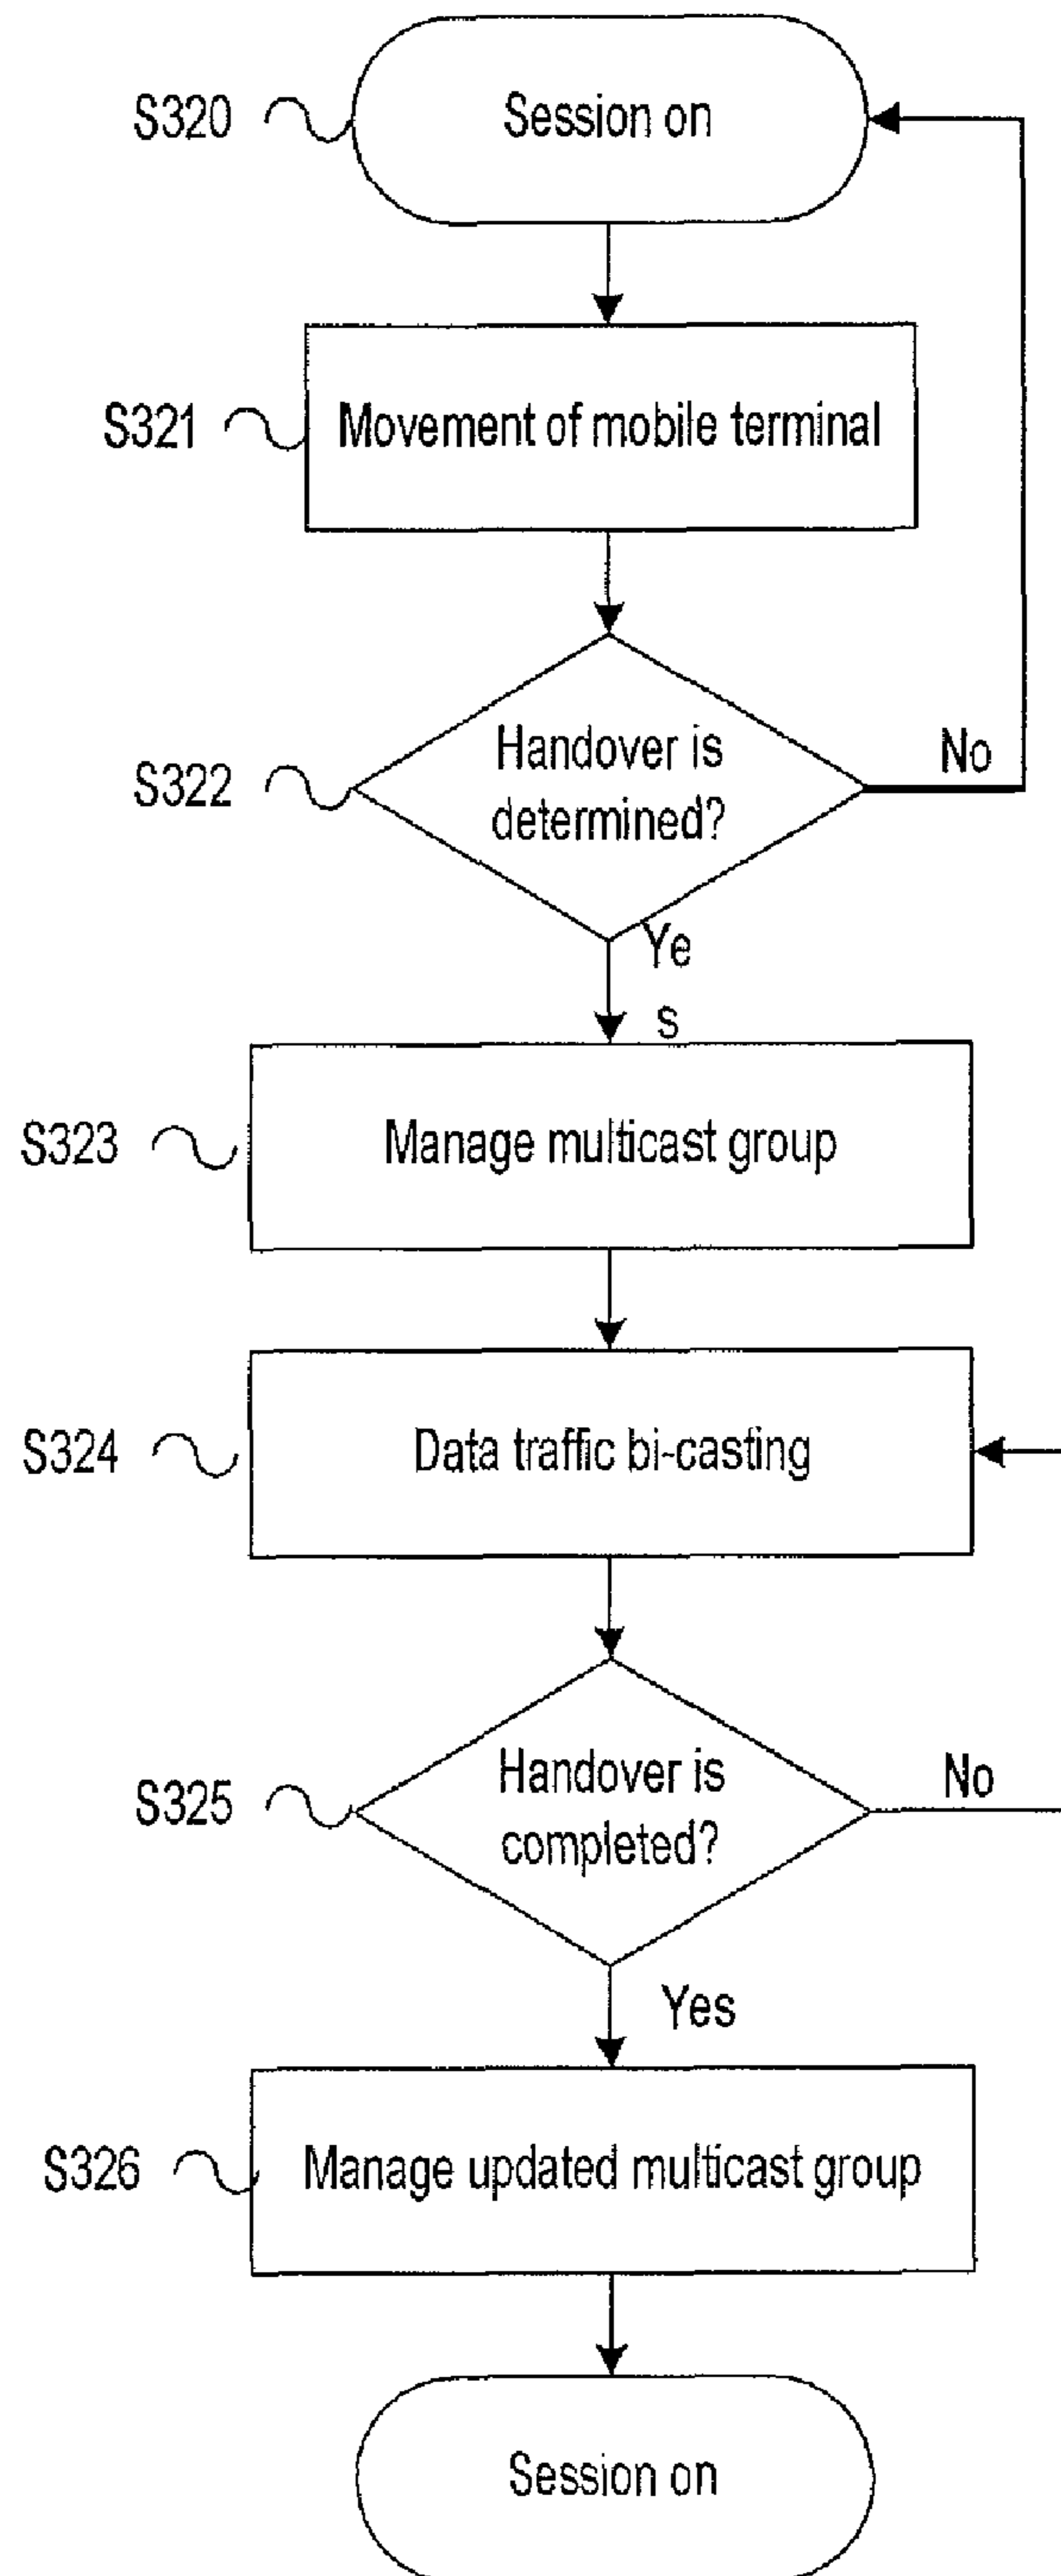 S320 Session on
S321 Movement of mobile terminal
S322 Handover is
determined?
No
Ye
s
S323 Manage multicast group
S324 Data traffic bi-casting
S325 Handover is
completed?
No
Yes
S326 Manage updated multicast group
Session on